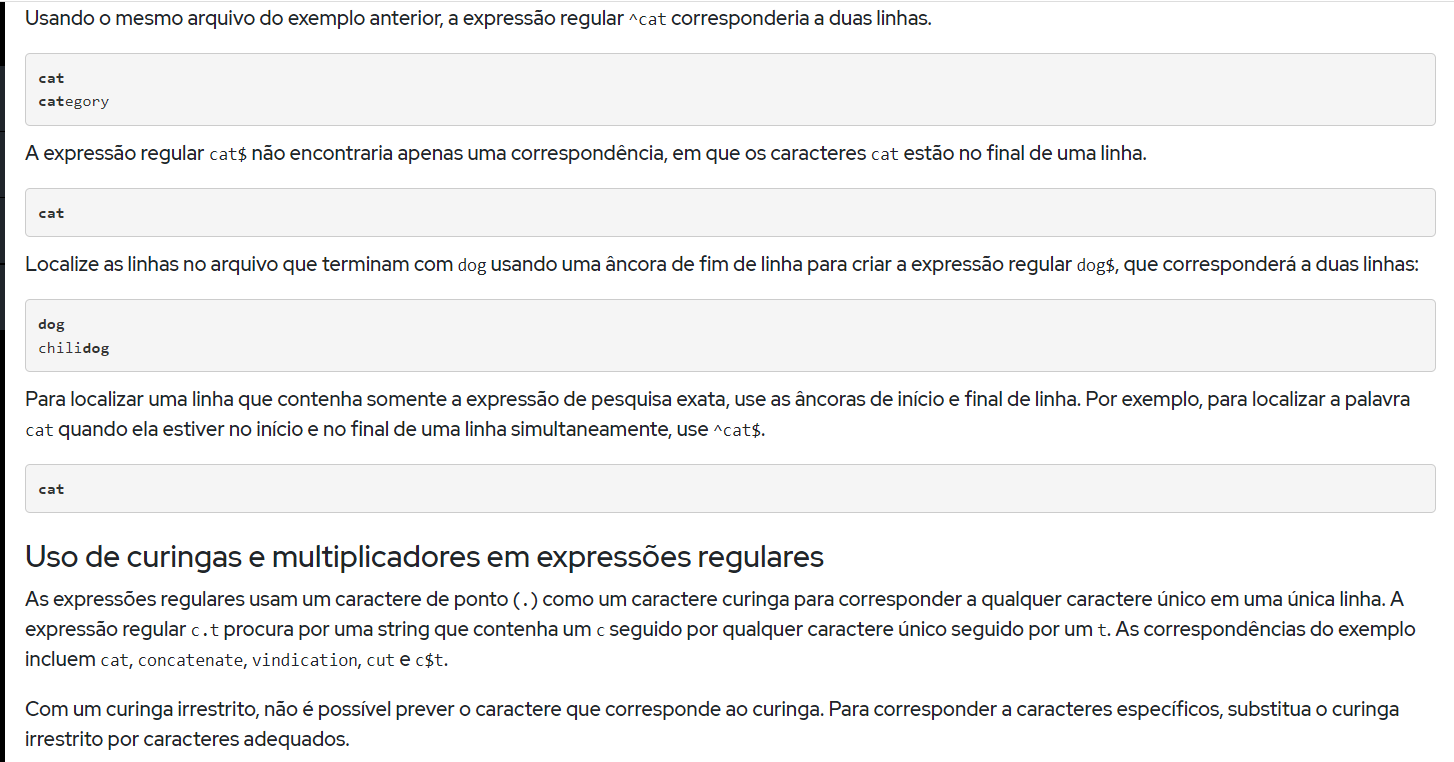 Usando o mesmo arquivo do exemplo anterior, a expressão regular ^cat corresponderia a duas linhas.
cat
category
A expressão regular cat$ não encontraria apenas uma correspondência, em que os caracteres cat estão no final de uma linha.
cat
Localize as linhas no arquivo que terminam com dog usando uma âncora de fim de linha para criar a expressão regular dog$, que corresponderá a duas linhas:
dog
chilidog
Para localizar uma linha que contenha somente a expressão de pesquisa exata, use as âncoras de início e final de linha. Por exemplo, para localizar a palavra
cat quando ela estiver no início e no final de uma linha simultaneamente, use ^cat$.
cat
Uso de curingas e multiplicadores em expressões regulares
As expressões regulares usam um caractere de ponto (.) como um caractere curinga para corresponder a qualquer caractere único em uma única linha. A
expressão regular c.t procura por uma string que contenha um c seguido por qualquer caractere único seguido por um t. As correspondências do exemplo
incluem cat, concatenate, vindication, cut e c$t.
Com um curinga irrestrito, não é possível prever o caractere que corresponde ao curinga. Para corresponder a caracteres específicos, substitua o curinga
irrestrito por caracteres adequados.